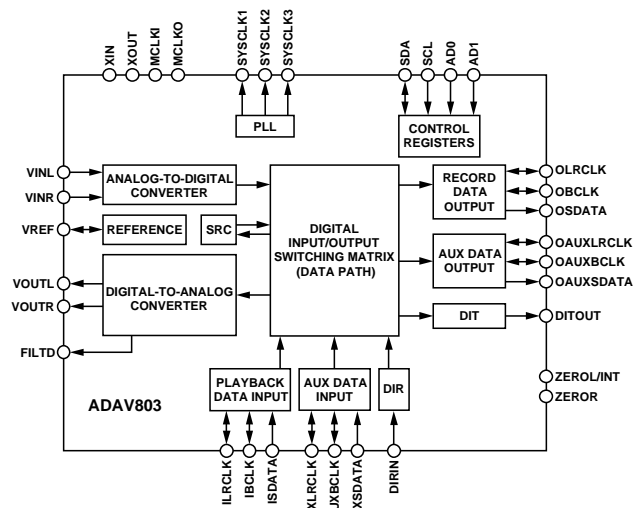 XIN
XOUT
MCLKI
MCLKO
SYSCLK1
SYSCLK2
SYSCLK3
SDA
SCL
AD0
AD1
PLL
CONTROL
REGISTERS
VINL
VINR
VREF
VOUTL
VOUTR
FILTD
ANALOG-TO-DIGITAL
CONVERTER
REFERENCE
SRC
DIGITAL-TO-ANALOG
CONVERTER
DIGITAL
INPUT/OUTPUT
SWITCHING MATRIX
(DATA PATH)
RECORD
DATA
OUTPUT
AUX DATA
OUTPUT
DIT
OLRCLK
OBCLK
OSDATA
OAUXLRCLK
OAUXBCLK
OAUXSDATA
DITOUT
ZEROL/INT
ZEROR
PLAYBACK
DATA INPUT
AUX DATA
INPUT
DIR
ADAV803
ILRCLK
IBCLK
ISDATA
XLRCLK
UXBCLK
XSDATA
DIRIN